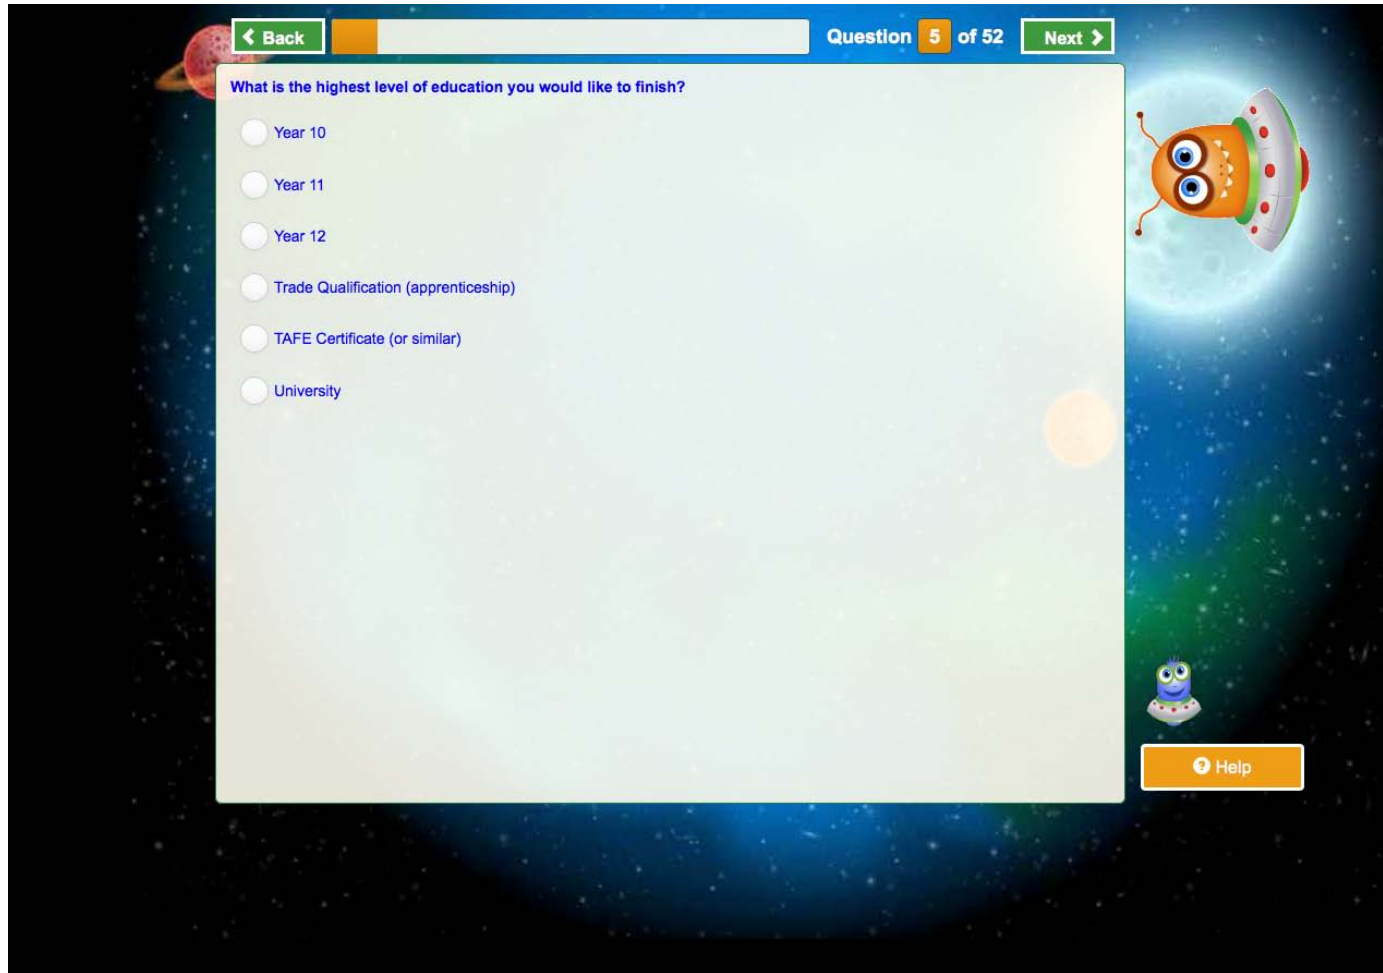 Back
Question 5 of 52
Next
What is the highest level of education you would like to finish?
Year 10
Year 11
Year 12
Trade Qualification (apprenticeship)
TAFE Certificate (or similar)
University
Help